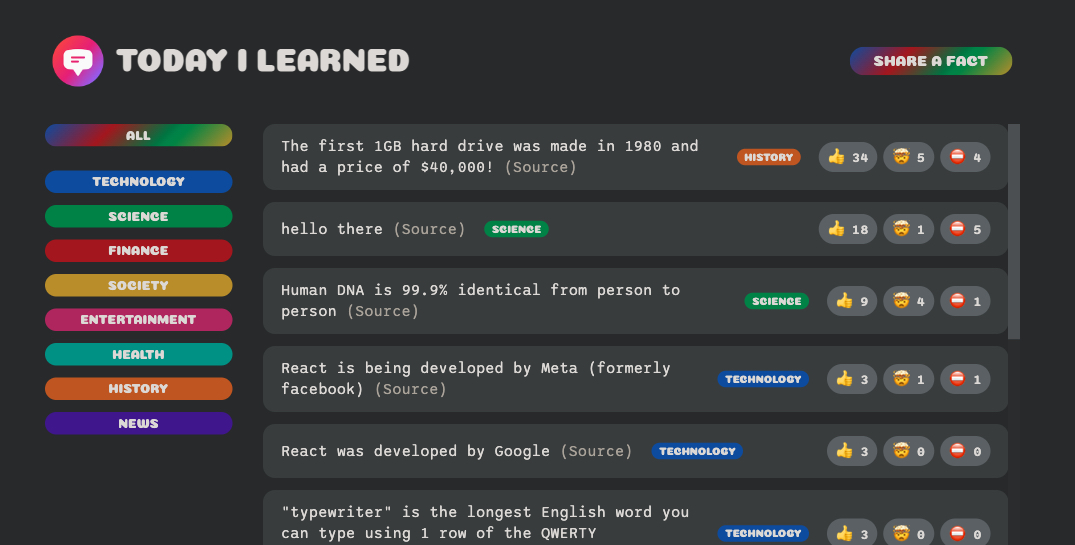 TODAY I LEARNED
SHARE A FACT
ALL
TECHNOLOGY
SCIENCE
FINANCE
SOCIETY
ENTERTAINMENT
HEALTH
HISTORY
NEWS
The first 1GB hard drive was made in 1980 and
had a price of $40,000! (Source)
HISTORY
34
5
4
hello there (Source)
SCIENCE
18
1
5
Human DNA is 99.9% identical from person to
person (Source)
SCIENCE
9
4
1
React is being developed by Meta (formerly
facebook) (Source)
TECHNOLOGY
3
1
1
React was developed by Google (Source)
TECHNOLOGY
3
0
0
"typewriter" is the longest English word you
can type using 1 row of the QWERTY
TECHNOLOGY
3
0
0